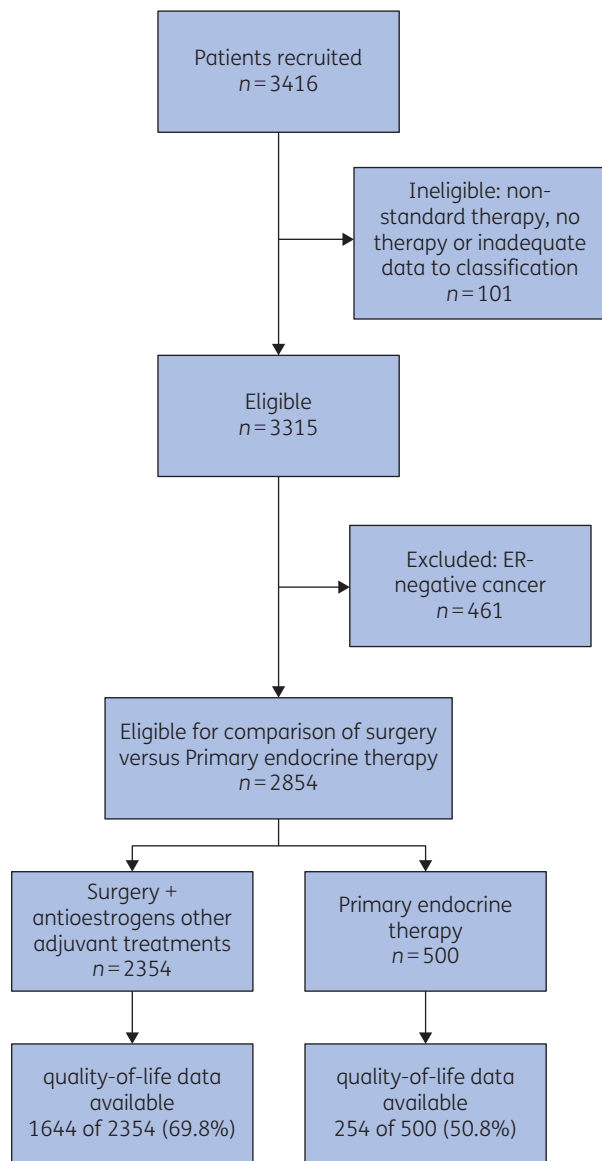 Patients recruited
n = 3416
Ineligible: non-
standard therapy, no
therapy or inadequate
data to classification
n = 101
Eligible
n = 3315
Excluded: ER-
negative cancer
n = 461
Eligible for comparison of surgery
versus Primary endocrine therapy
n = 2854
Surgery +
antioestrogens other
adjuvant treatments
n = 2354
Primary endocrine
therapy
n = 500
quality-of-life data
available
1644 of 2354 (69.8%)
quality-of-life data
available
254 of 500 (50.8%)